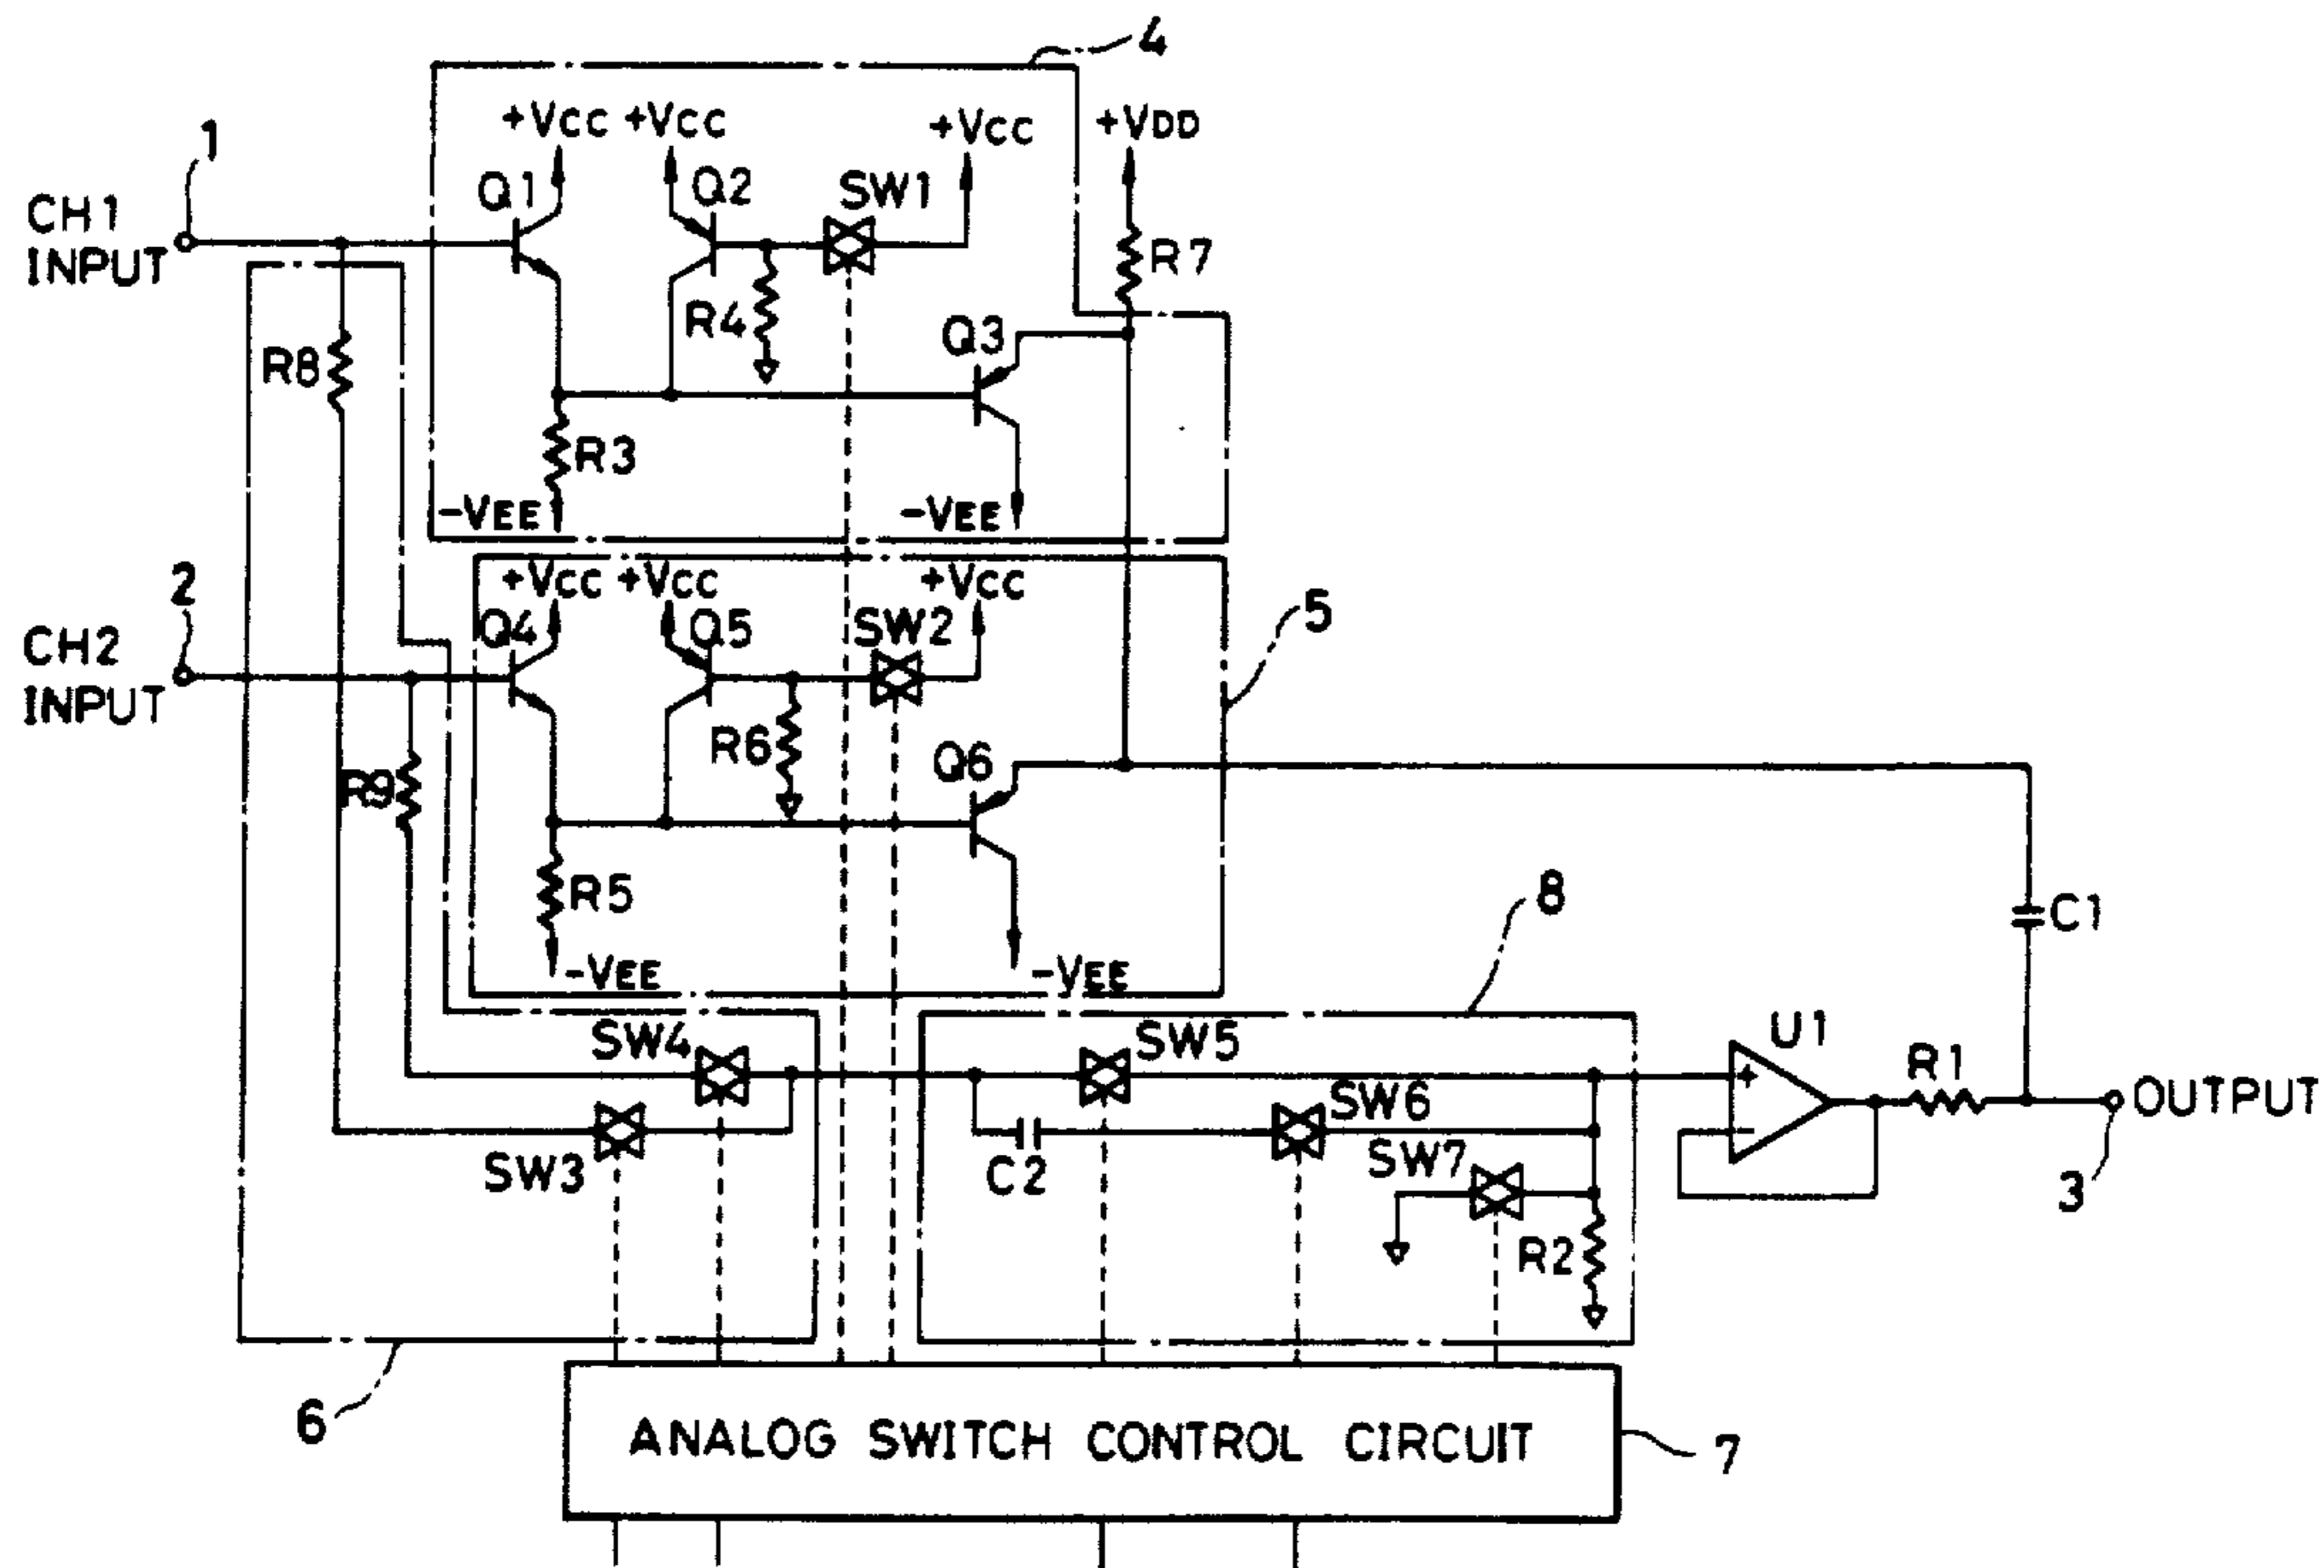 4
+VCC +VCC +VCC +VDD
1
Q1 Q2 SW1
CH1
INPUT
R7
R4 Q3
R8
R3
-VEE -VEE
2
+VCC +VCC +VCC
Q4 Q5 SW2 5
CH2
INPUT
R6 Q6
R9
R5 8
C1
-VEE -VEE
SW4 SW5 U1
R1
SW6 OUTPUT
SW3 C2 SW7
3
R2
6
ANALOG SWITCH CONTROL CIRCUIT 7